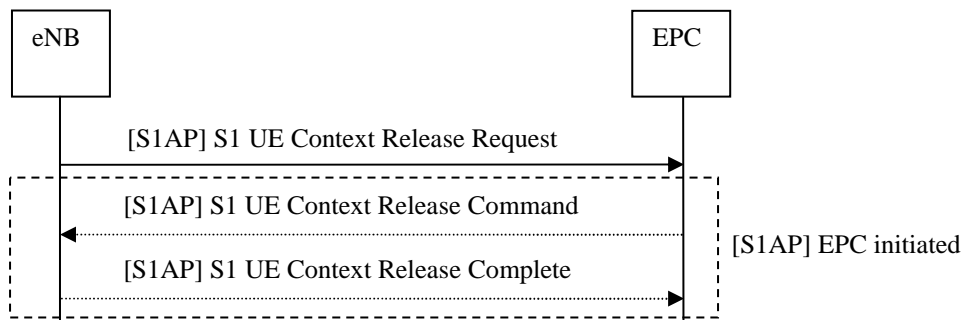 eNB
EPC
[S1AP] S1 UE Context Release Request
[S1AP] S1 UE Context Release Command
[S1AP] EPC initiated
[S1AP] S1 UE Context Release Complete